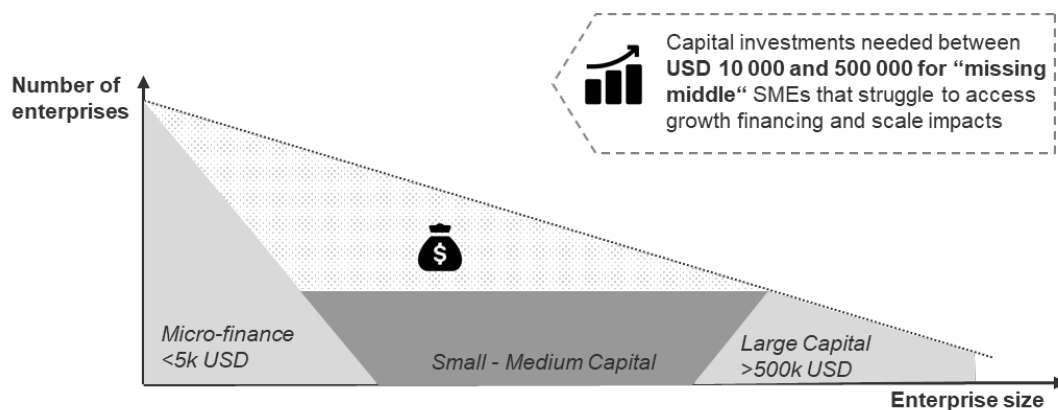 Capital investments needed between
USD 10 000 and 500 000 for “missing
middle“ SMEs that struggle to access
growth financing and scale impacts
Number of
enterprises
$
Micro-finance
<5k USD
Small - Medium Capital
Large Capital
>500k USD
Enterprise size